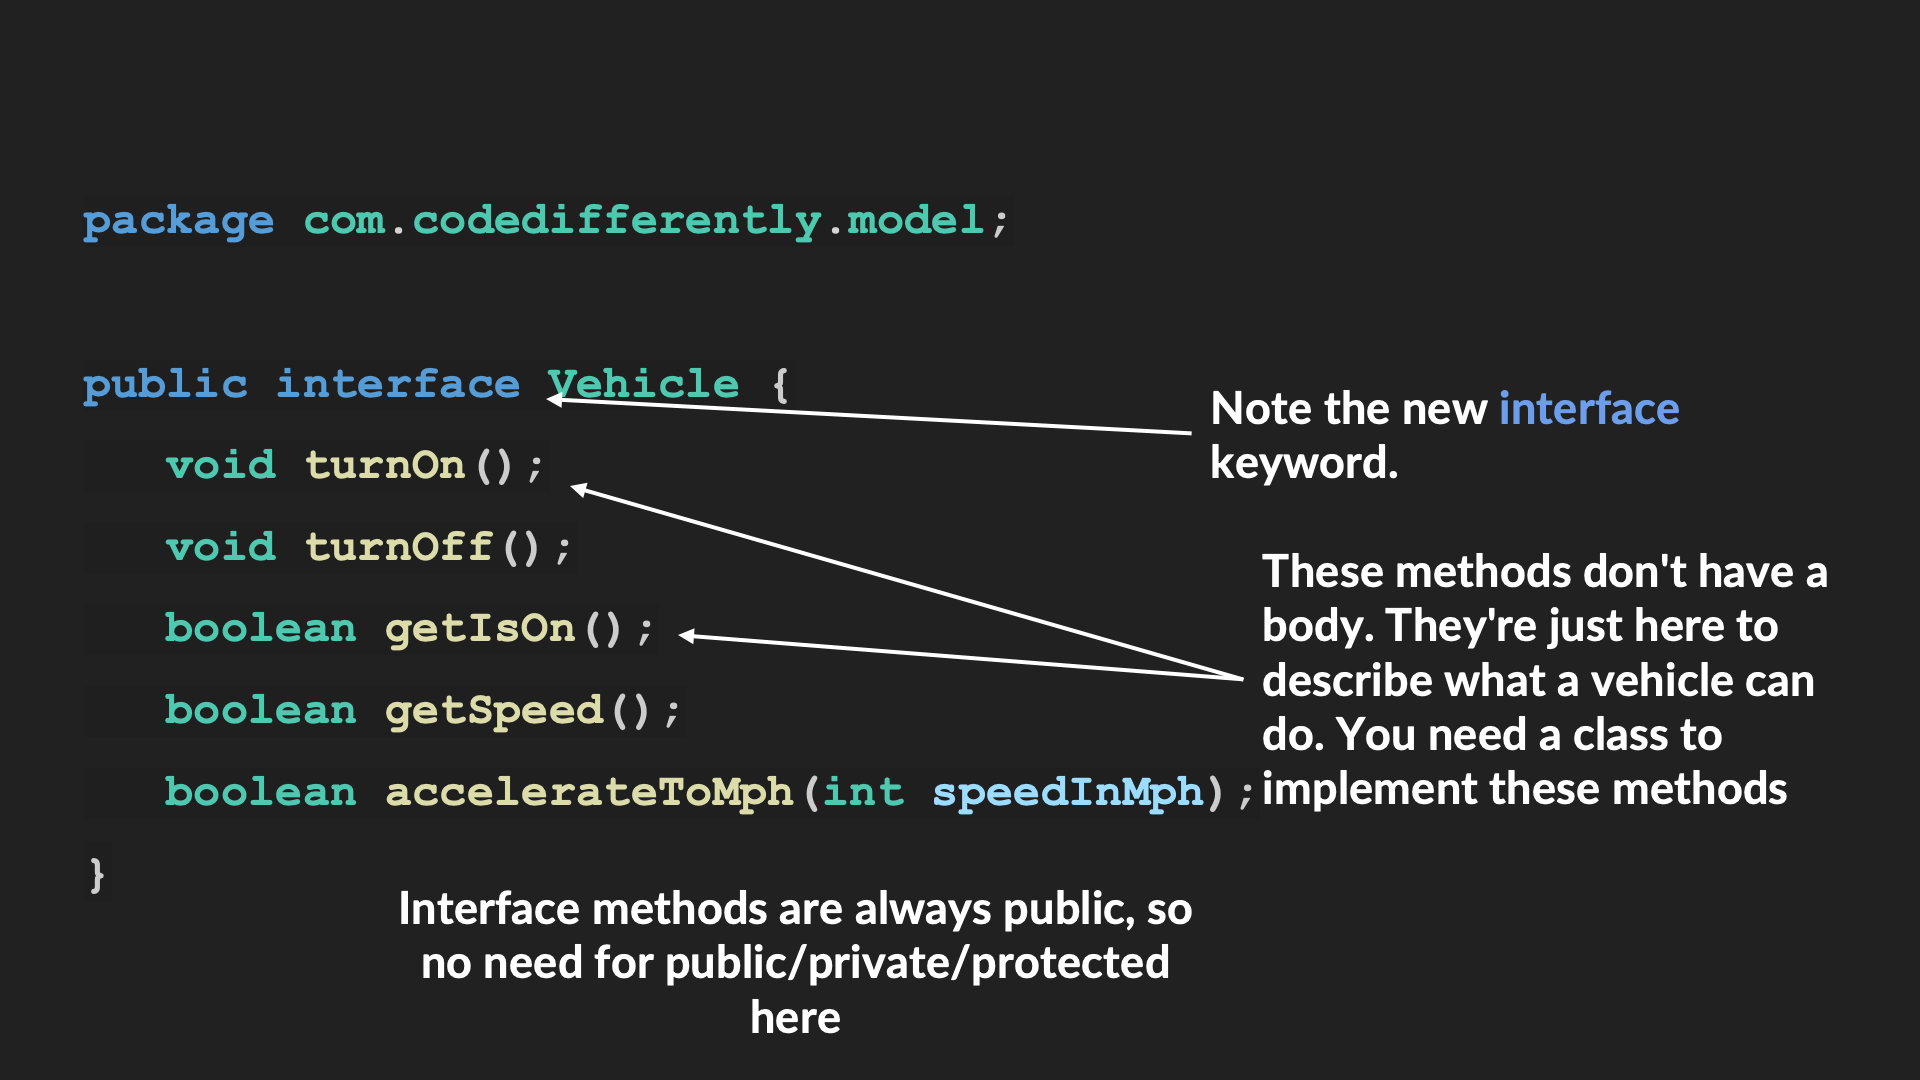 package com.codedifferently.model;
public interface Vehicle {
void turnOn();
void turnOff();
boolean getIsOn();
boolean getSpeed();
boolean accelerateToMph(int speedInMph);
}
Note the new interface
keyword.
These methods don't have a
body. They're just here to
describe what a vehicle can
do. You need a class to
implement these methods
Interface methods are always public, so
no need for public/private/protected
here